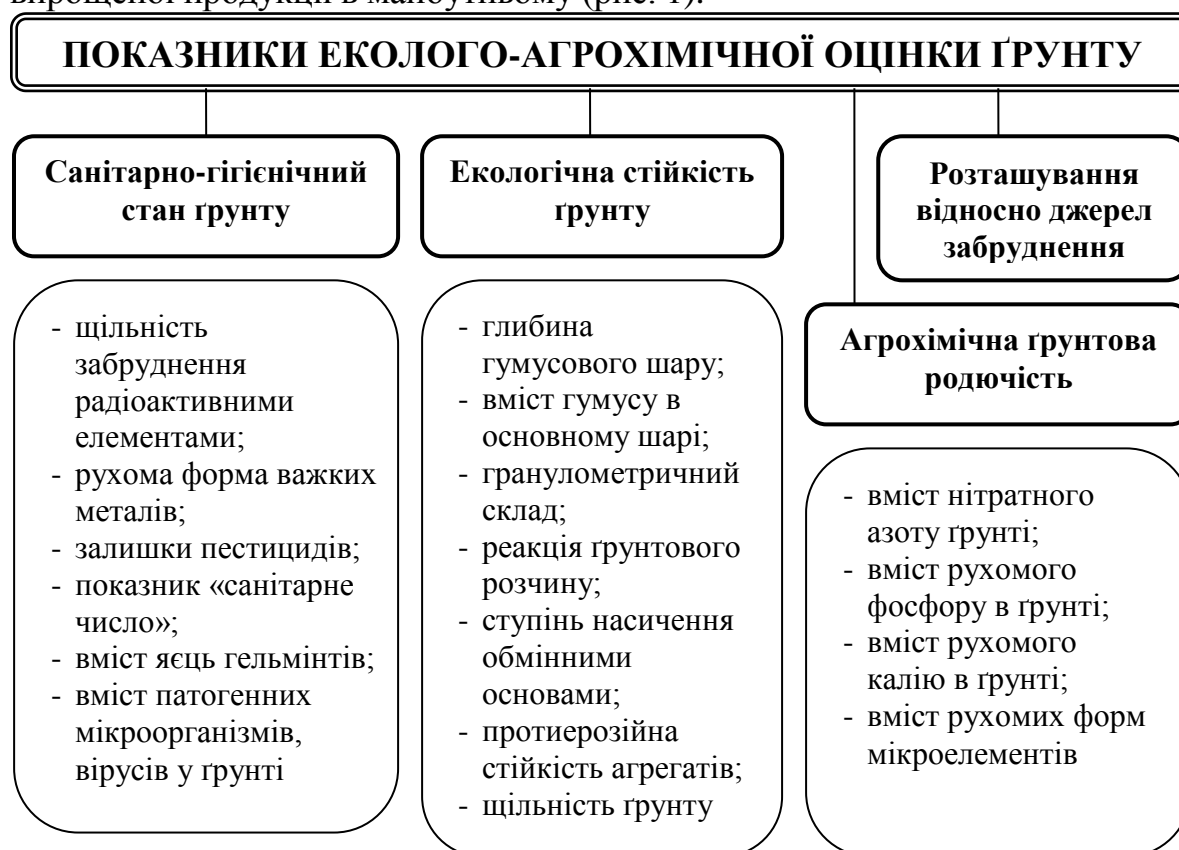 вирощеної продукції в майбутньому (рис. 1).
ПОКАЗНИКИ ЕКОЛОГО-АГРОХІМІЧНОЇ ОЦІНКИ ҐРУНТУ
Санітарно-гігієнічний
стан ґрунту
- щільність
забруднення
радіоактивними
елементами;
- рухома форма важких
металів;
- залишки пестицидів;
- показник «санітарне
число»;
- вміст яєць гельмінтів;
- вміст патогенних
мікроорганізмів,
вірусів у ґрунті
Екологічна стійкість
ґрунту
- глибина
гумусового шару;
- вміст гумусу в
основному шарі;
- гранулометричний
склад;
- реакція ґрунтового
розчину;
- ступінь насичення
обмінними
основами;
- протиерозійна
стійкість агрегатів;
- щільність ґрунту
Розташування
відносно джерел
забруднення
Агрохімічна ґрунтова
родючість
- вміст нітратного
азоту ґрунті;
- вміст рухомого
фосфору в ґрунті;
- вміст рухомого
калію в ґрунті;
- вміст рухомих форм
мікроелементів